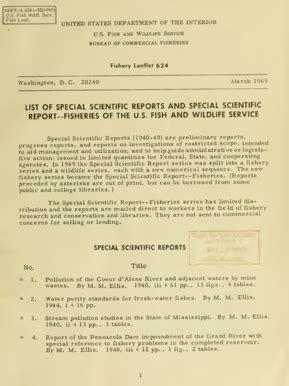 UNITED STATES DEPARTMENT OF THE INTERIOR
U.S. FISH AND WILDLIFE SERVICE
BUREAU OF COMMERCIAL FISHERIES
Fishery Leaflet 624
Washington, D.C. 20240 March 1969
LIST OF SPECIAL SCIENTIFIC REPORTS AND SPECIAL SCIENTIFIC
REPORT--FISHERIES OF THE U.S. FISH AND WILDLIFE SERVICE
Special Scientific Reports (1940-49) are preliminary reports,
progress reports, and reports on investigations of restricted scope, intended
to aid management and utilization; and to help guide administrative or legisla-
tive action: issued in limited quantities for Federal, State, and cooperating
agencies. In 1949 the Special Scientific Report series was split into a fishery
series and a wildlife series, each with a new numerical sequence. The new
fishery series became the Special Scientific Report--Fisheries. (Reports
preceded by asterisks are out of print, but can be borrowed from some
public and college libraries.)
The Special Scientific Report--Fisheries series has limited dis-
tribution and the reports are mailed direct to workers in the field of fishery
research and conservation and libraries. They are not sent to commercial
concerns for selling or lending.
SPECIAL SCIENTIFIC REPORTS
No. Title
* 1. Pollution of the Coeur d'Alene River and adjacent waters by mine
wastes. By M. M. Ellis. 1940, iii + 61 pp., 13 figs., 4 tables.
* 2. Water purity standards for fresh-water fishes. By M. M. Ellis.
1944, i + 16 pp.
* 3. Stream pollution studies in the State of Mississippi. By M. M. Ellis.
1940, ii + 13 pp., 3 tables.
* 4. Report of the Pensacola Dam impoundment of the Grand River with
special reference to fishery problems in the completed reservoir.
By M. M. Ellis. 1940, iii + 12 pp., 1 fig., 2 tables.
1